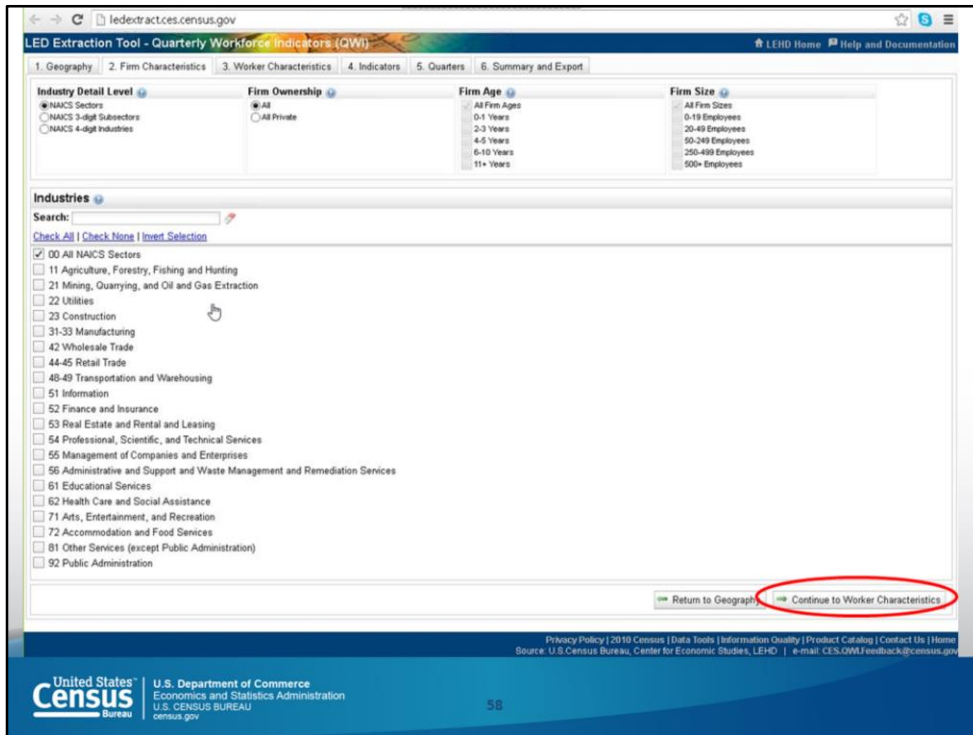 ledextract.ces.census.gov
LED Extraction Tool - Quarterly Workforce Indicators (QWI)
LEHD Home Help and Documentation
1. Geography 2. Firm Characteristics 3. Worker Characteristics 4. Indicators 5. Quarters 6. Summary and Export
Industry Detail Level
NAICS Sectors
NAICS 3-digit Subsectors
NAICS 4-digit Industries
Firm Ownership
All
All Private
Firm Age
All Firm Ages
0-1 Years
2-3 Years
4-5 Years
6-10 Years
11+ Years
Firm Size
All Firm Sizes
0-19 Employees
20-49 Employees
50-249 Employees
250-499 Employees
500+ Employees
Industries
Search:
Check All | Check None | Invert Selection
00 All NAICS Sectors
11 Agriculture, Forestry, Fishing and Hunting
21 Mining, Quarrying, and Oil and Gas Extraction
22 Utilities
23 Construction
31-33 Manufacturing
42 Wholesale Trade
44-45 Retail Trade
48-49 Transportation and Warehousing
51 Information
52 Finance and Insurance
53 Real Estate and Rental and Leasing
54 Professional, Scientific, and Technical Services
55 Management of Companies and Enterprises
56 Administrative and Support and Waste Management and Remediation Services
61 Educational Services
62 Health Care and Social Assistance
71 Arts, Entertainment, and Recreation
72 Accommodation and Food Services
81 Other Services (except Public Administration)
92 Public Administration
Return to Geography Continue to Worker Characteristics
Privacy Policy | 2010 Census | Data Tools | Information Quality | Product Catalog | Contact Us | Home
Source: U.S.Census Bureau, Center for Economic Studies, LEHD | e-mail: CES.QWI.Feedback@census.gov
United States™
Census
Bureau
U.S. Department of Commerce
Economics and Statistics Administration
U.S. CENSUS BUREAU
census.gov
58